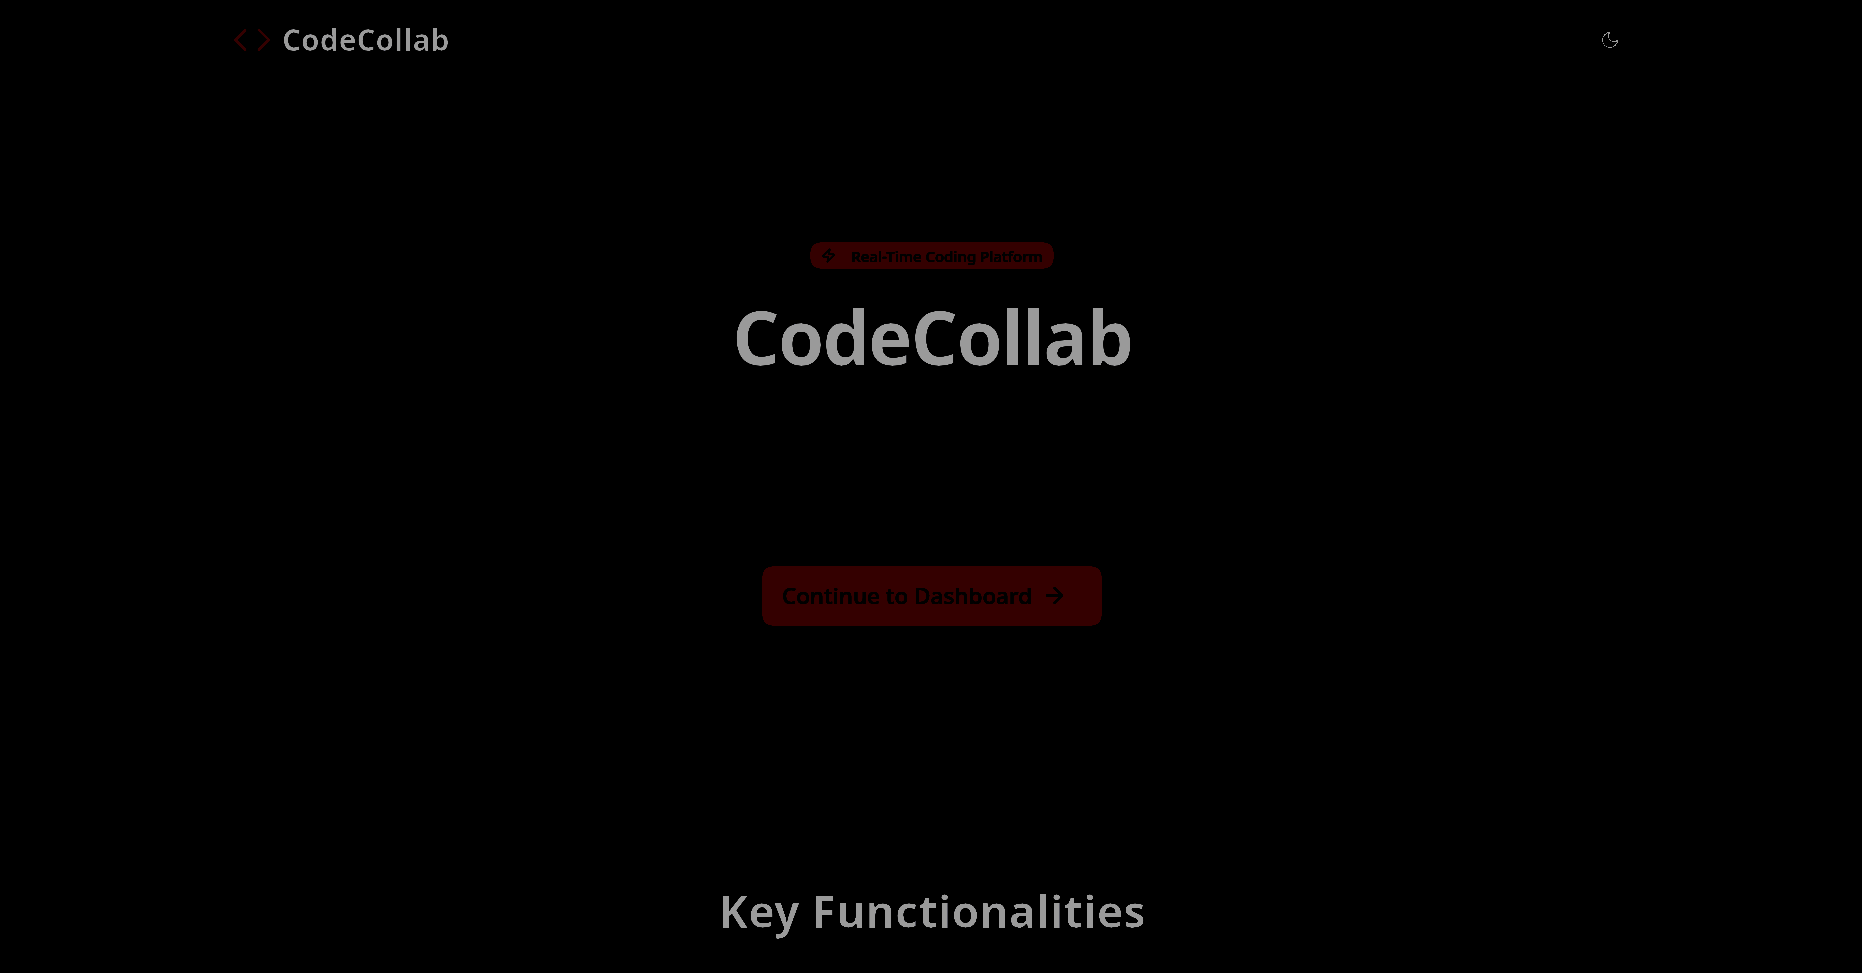 CodeCollab
Real-Time Coding Platform
CodeCollab
Continue to Dashboard
Key Functionalities